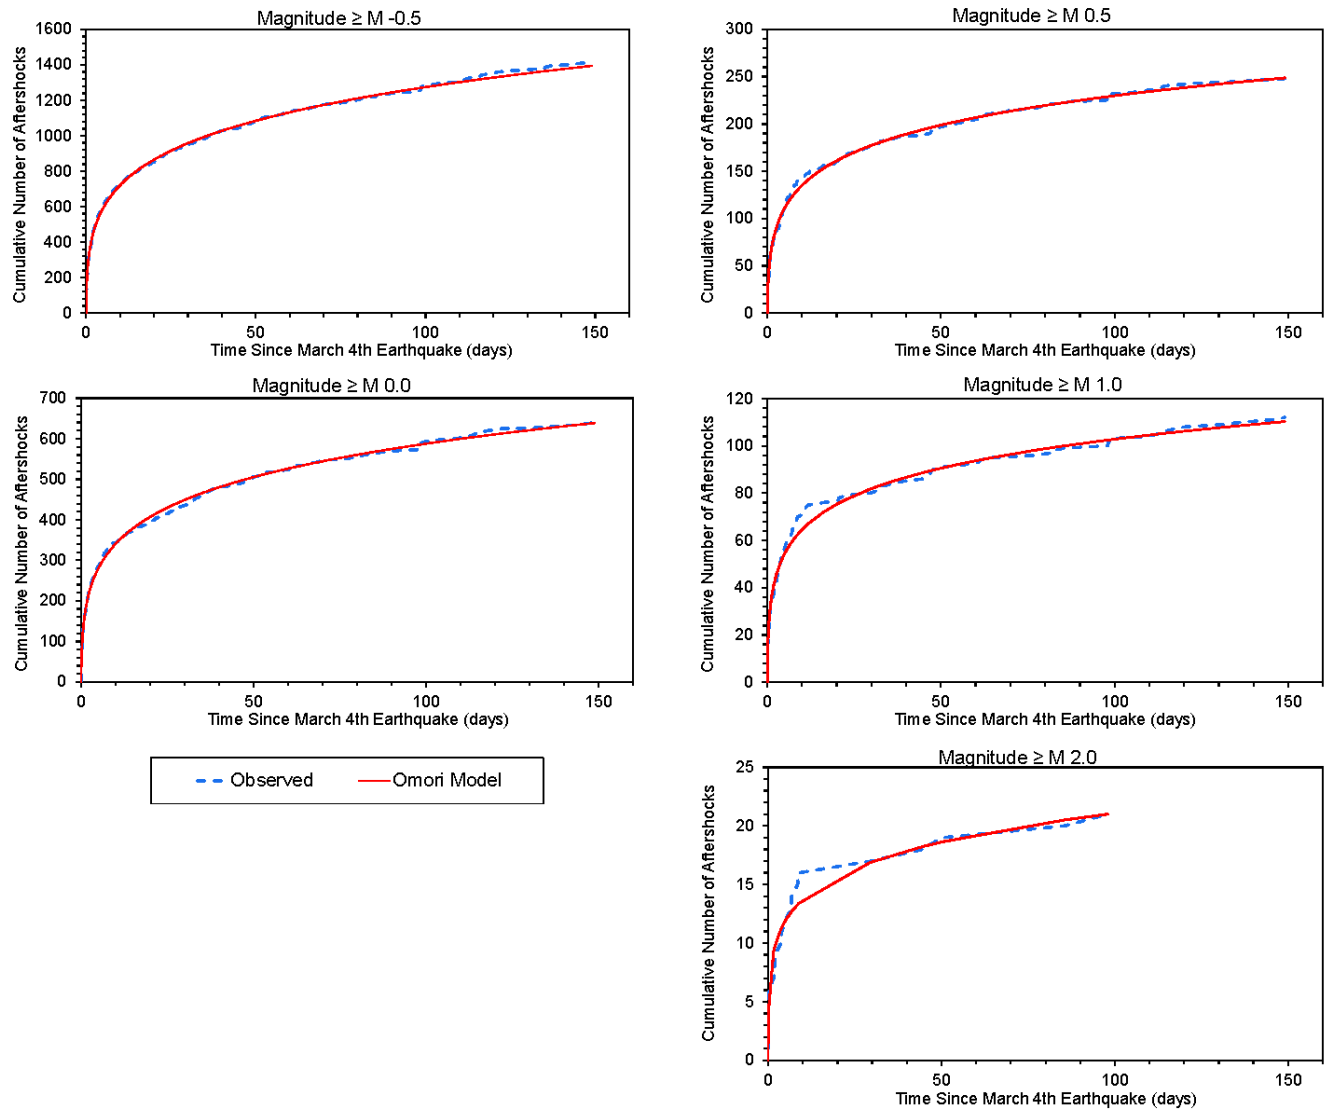 Magnitude ≥ M -0.5
Cumulative Number of Aftershocks
1600
1400
1200
1000
800
600
400
200
0
0 50 100 150
Time Since March 4th Earthquake (days)
Magnitude ≥ M 0.5
Cumulative Number of Aftershocks
300
250
200
150
100
50
0
0 50 100 150
Time Since March 4th Earthquake (days)
Magnitude ≥ M 0.0
Cumulative Number of Aftershocks
700
600
500
400
300
200
100
0
0 50 100 150
Time Since March 4th Earthquake (days)
Magnitude ≥ M 1.0
Cumulative Number of Aftershocks
120
100
80
60
40
20
0
0 50 100 150
Time Since March 4th Earthquake (days)
Observed Omori Model
Magnitude ≥ M 2.0
Cumulative Number of Aftershocks
25
20
15
10
5
0
0 50 100 150
Time Since March 4th Earthquake (days)